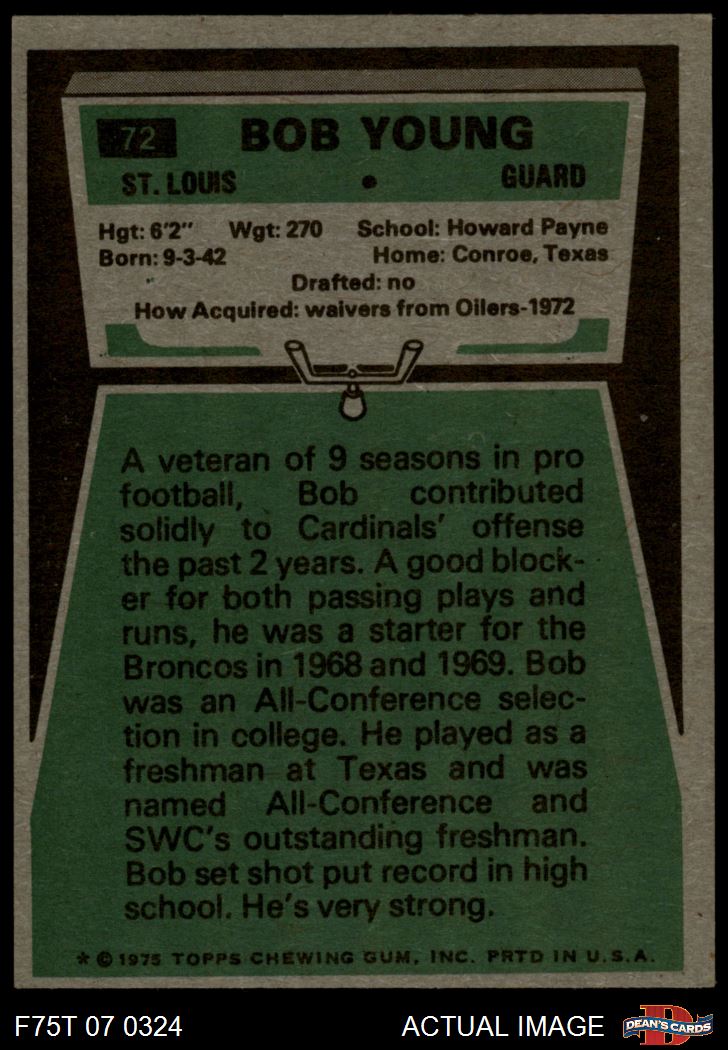 72 BOB YOUNG
ST. LOUIS • GUARD
Hgt: 6'2" Wgt: 270 School: Howard Payne
Born: 9-3-42 Home: Conroe, Texas
Drafted: no
How Acquired: waivers from Oilers-1972
A veteran of 9 seasons in pro
football, Bob contributed
solidly to Cardinals' offense
the past 2 years. A good block-
er for both passing plays and
runs, he was a starter for the
Broncos in 1968 and 1969. Bob
was an All-Conference selec-
tion in college. He played as a
freshman at Texas and was
named All-Conference and
SWC's outstanding freshman.
Bob set shot put record in high
school. He's very strong.
* © 1975 TOPPS CHEWING GUM, INC. PRTD IN U.S.A.
F75T 07 0324 ACTUAL IMAGE D DEAN'S CARDS